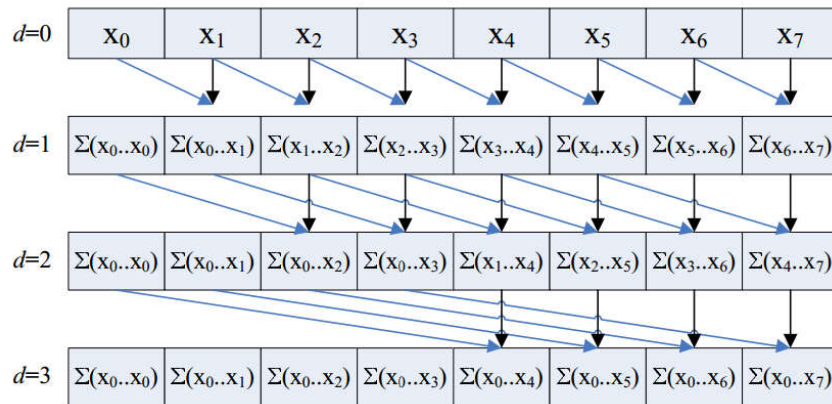 d=0 x₀ x₁ x₂ x₃ x₄ x₅ x₆ x₇
d=1 Σ(x₀..x₀) Σ(x₀..x₁) Σ(x₁..x₂) Σ(x₂..x₃) Σ(x₃..x₄) Σ(x₄..x₅) Σ(x₅..x₆) Σ(x₆..x₇)
d=2 Σ(x₀..x₀) Σ(x₀..x₁) Σ(x₀..x₂) Σ(x₀..x₃) Σ(x₁..x₄) Σ(x₂..x₅) Σ(x₃..x₆) Σ(x₄..x₇)
d=3 Σ(x₀..x₀) Σ(x₀..x₁) Σ(x₀..x₂) Σ(x₀..x₃) Σ(x₀..x₄) Σ(x₀..x₅) Σ(x₀..x₆) Σ(x₀..x₇)